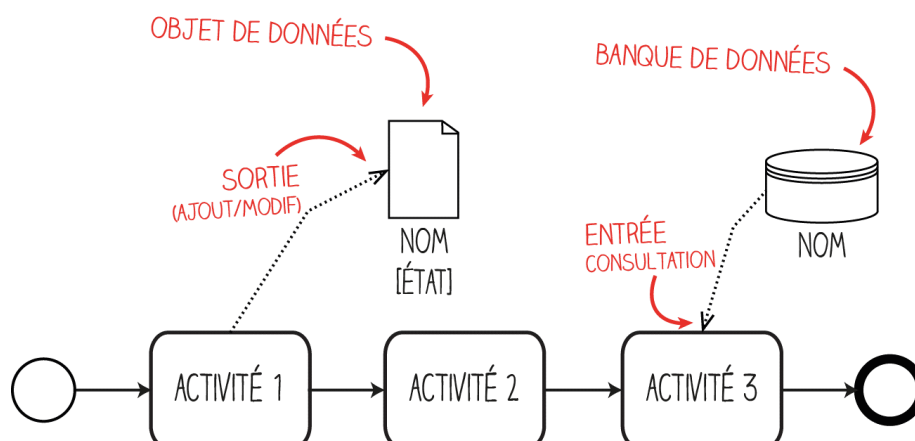 OBJET DE DONNÉES
BANQUE DE DONNÉES
SORTIE
(AJOUT/MODIF)
NOM
[ÉTAT]
ENTRÉE
CONSULTATION
NOM
ACTIVITÉ 1
ACTIVITÉ 2
ACTIVITÉ 3